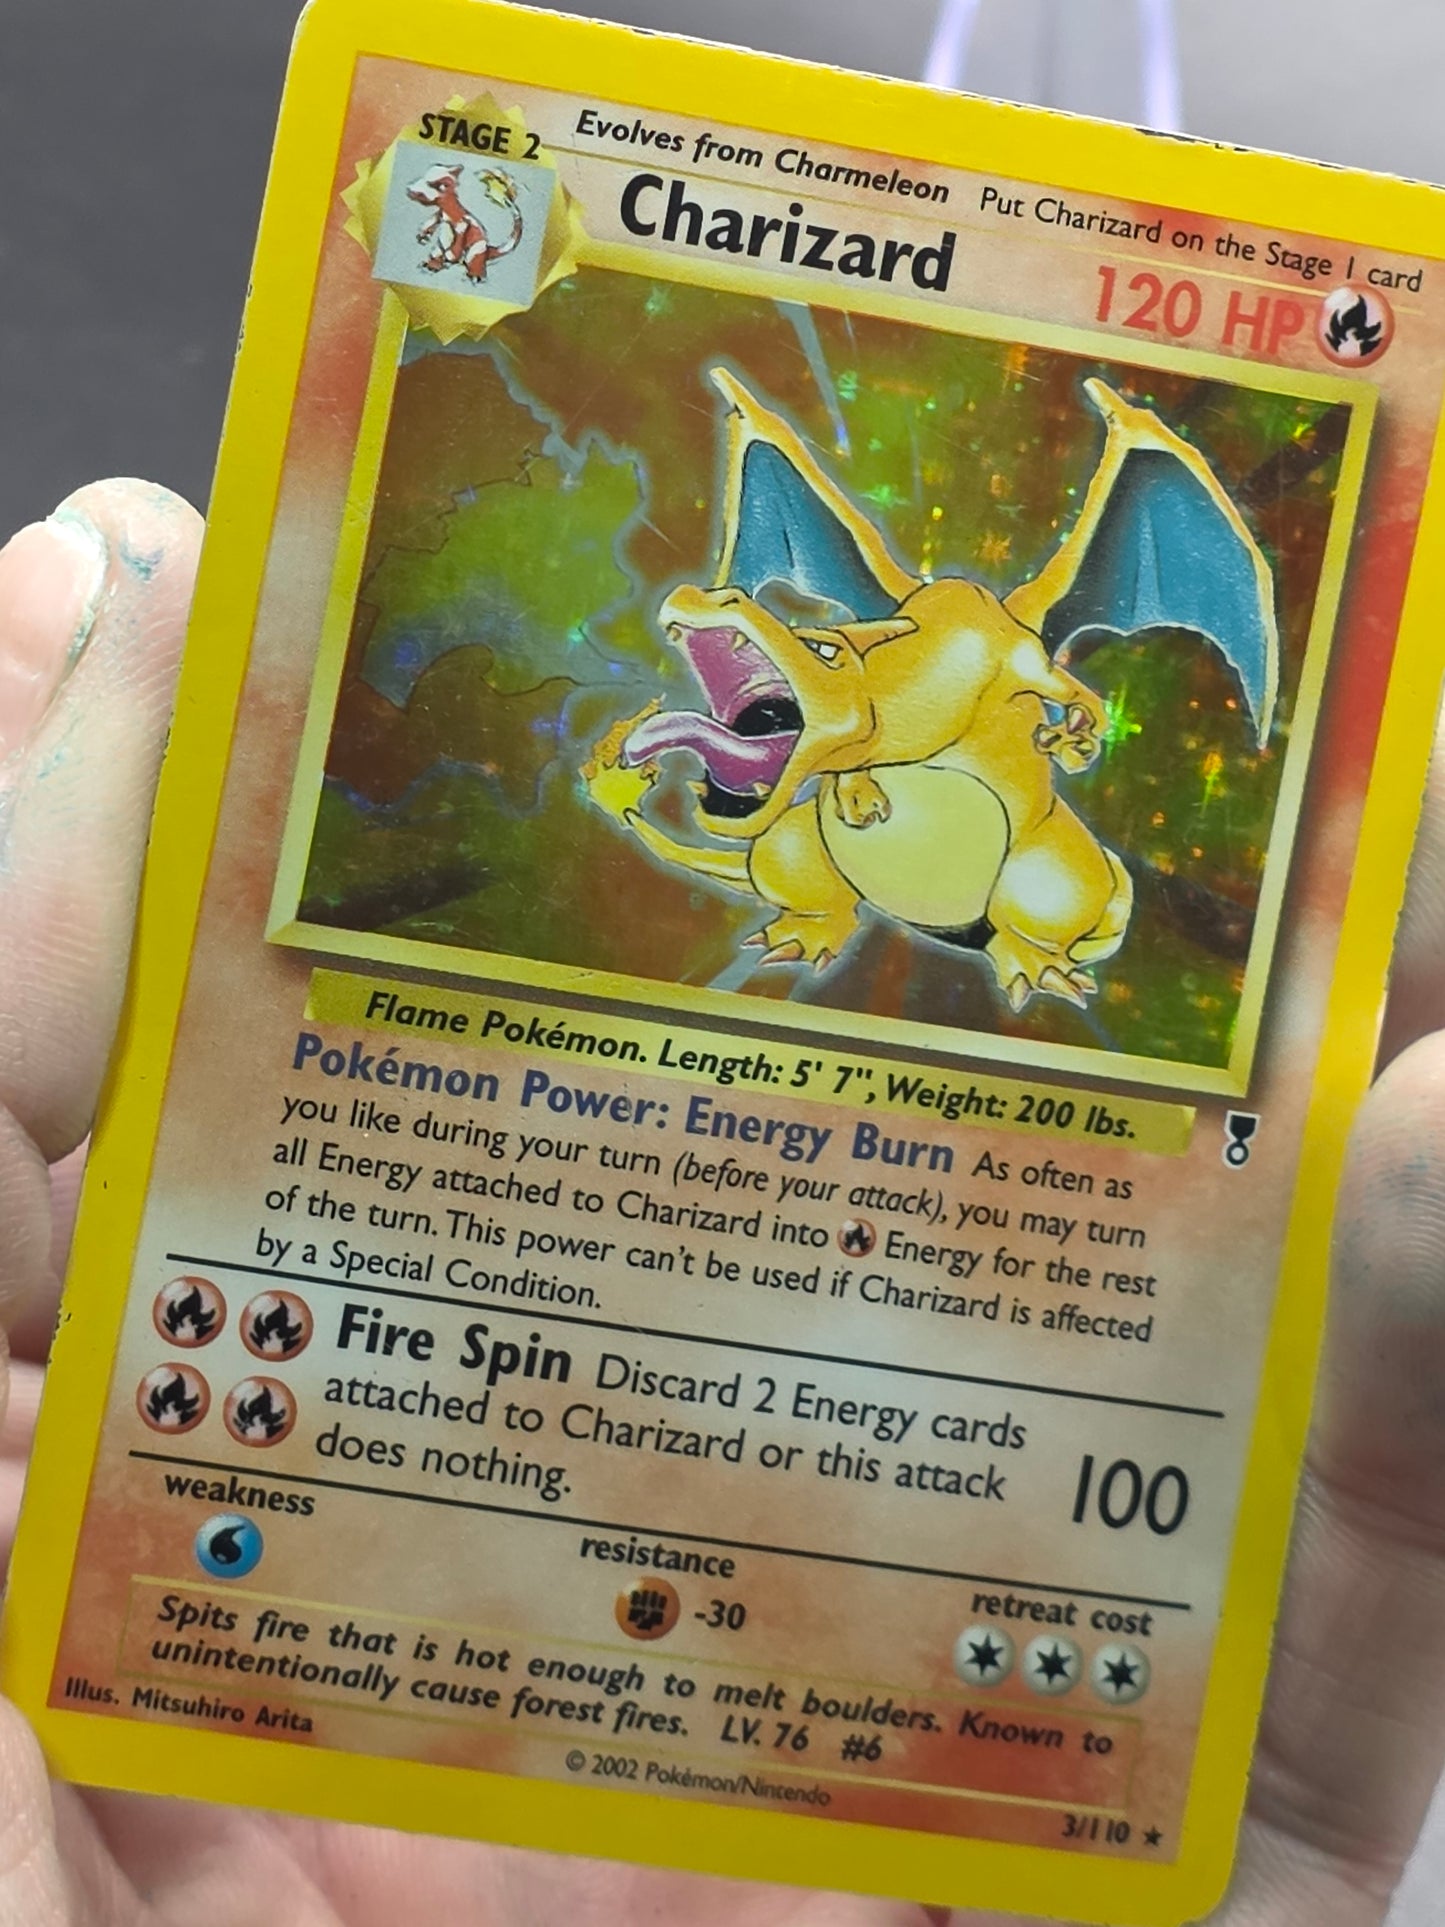 STAGE 2
Evolves from Charmeleon
Put Charizard on the Stage 1 card
Charizard
120 HP
Flame Pokémon. Length: 5' 7", Weight: 200 lbs.
Pokémon Power: Energy Burn As often as
you like during your turn (before your attack), you may turn
all Energy attached to Charizard into Energy for the rest
of the turn. This power can't be used if Charizard is affected
by a Special Condition.
Fire Spin Discard 2 Energy cards
attached to Charizard or this attack
does nothing.
100
weakness
resistance
-30
retreat cost
Spits fire that is hot enough to melt boulders. Known to
unintentionally cause forest fires. LV. 76 #6
Illus. Mitsuhiro Arita
© 2002 Pokémon/Nintendo
3/110 ★